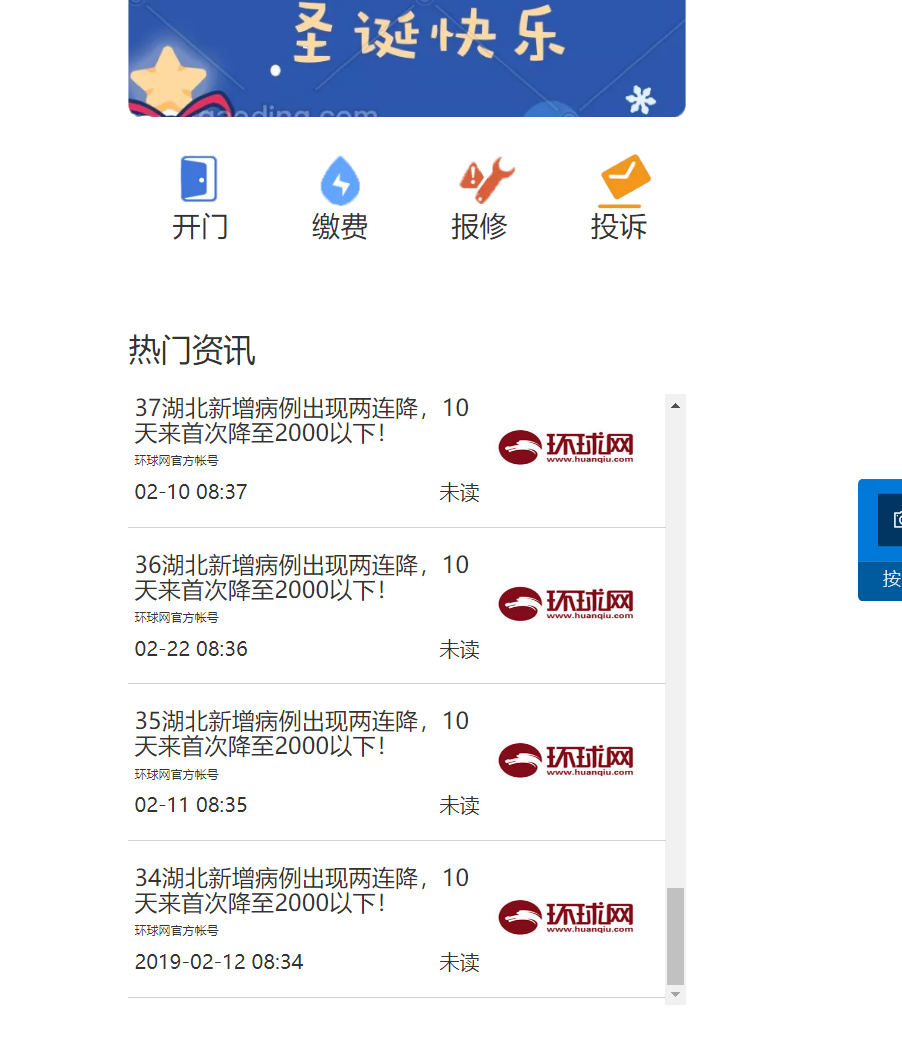 圣诞快乐
gaoding.com
开门 缴费 报修 投诉
热门资讯
37湖北新增病例出现两连降，10
天来首次降至2000以下！
环球网官方帐号
02-10 08:37 未读
环球网
www.huanqiu.com
36湖北新增病例出现两连降，10
天来首次降至2000以下！
环球网官方帐号
02-22 08:36 未读
环球网
www.huanqiu.com
35湖北新增病例出现两连降，10
天来首次降至2000以下！
环球网官方帐号
02-11 08:35 未读
环球网
www.huanqiu.com
34湖北新增病例出现两连降，10
天来首次降至2000以下！
环球网官方帐号
2019-02-12 08:34 未读
环球网
www.huanqiu.com
按